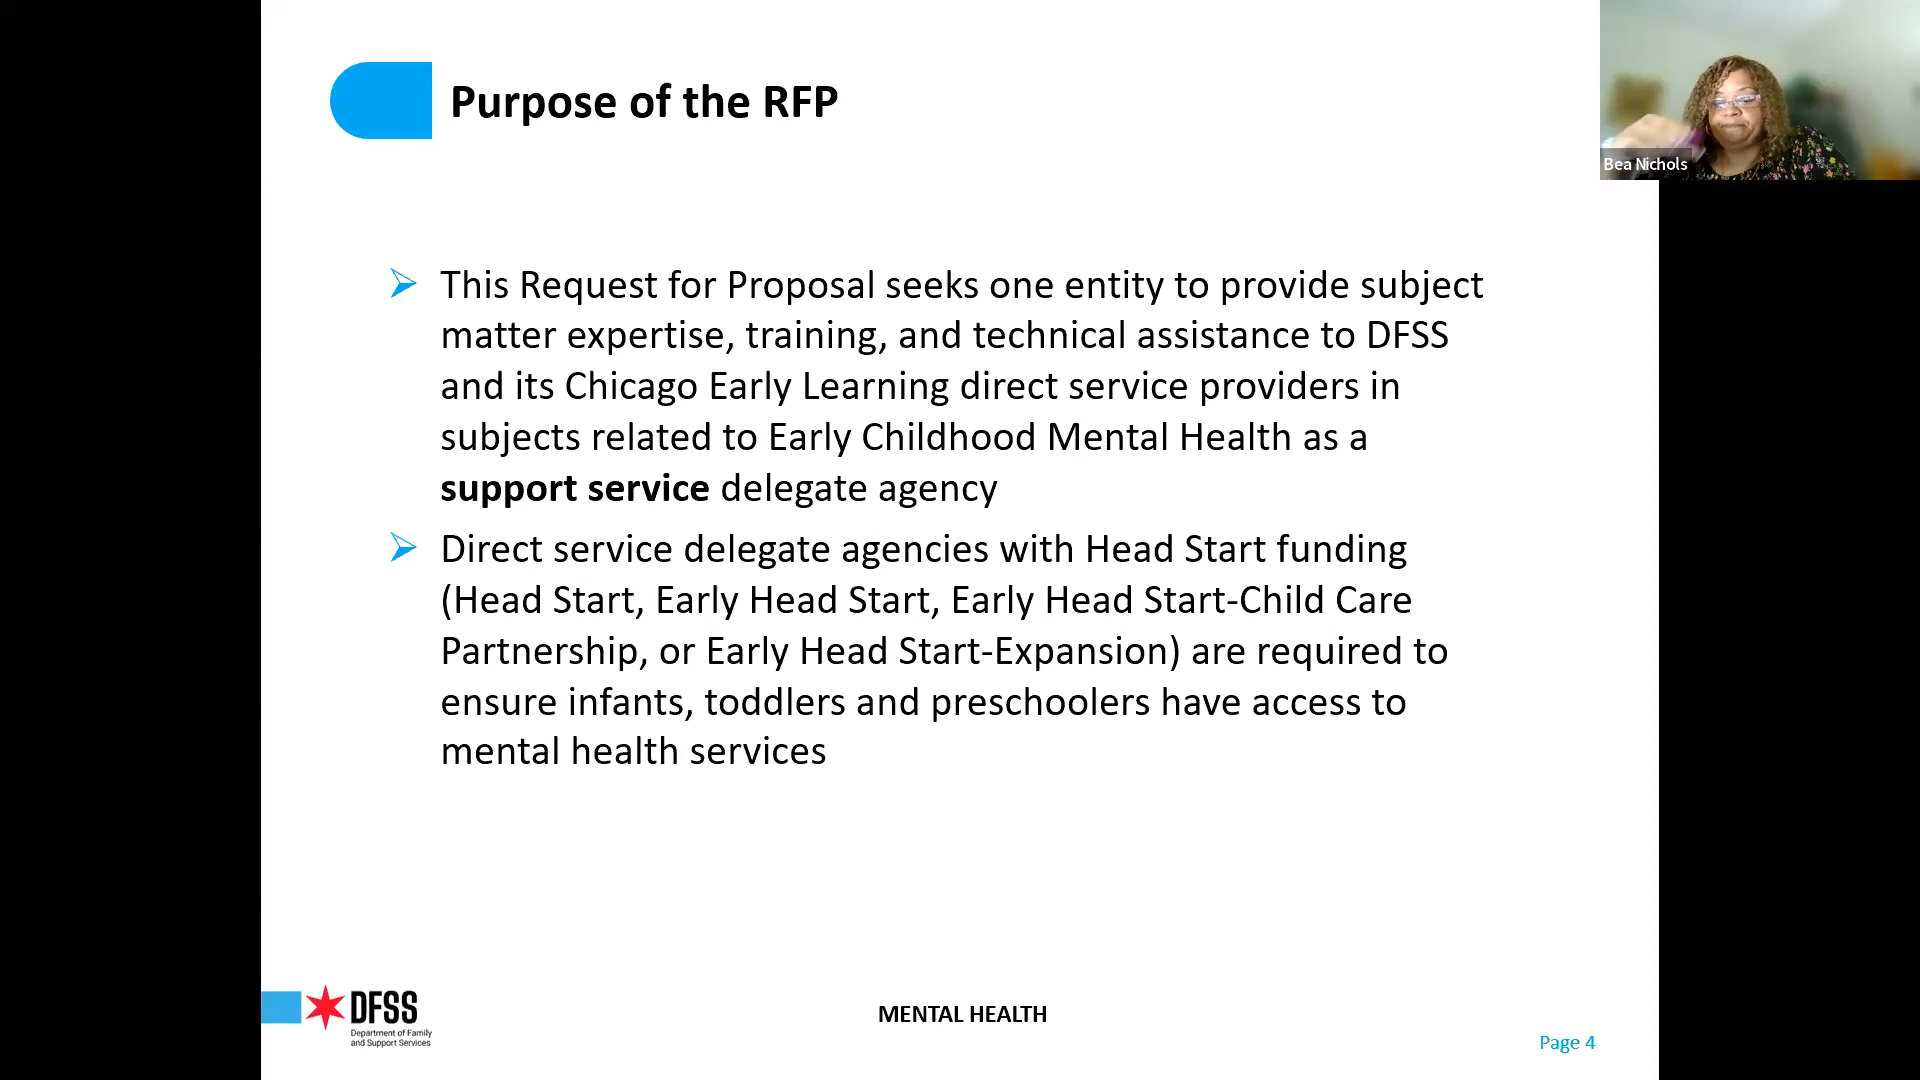 Purpose of the RFP
Bea Nichols
This Request for Proposal seeks one entity to provide subject
matter expertise, training, and technical assistance to DFSS
and its Chicago Early Learning direct service providers in
subjects related to Early Childhood Mental Health as a
support service delegate agency
Direct service delegate agencies with Head Start funding
(Head Start, Early Head Start, Early Head Start-Child Care
Partnership, or Early Head Start-Expansion) are required to
ensure infants, toddlers and preschoolers have access to
mental health services
DFSS
Department of Family
and Support Services
MENTAL HEALTH
Page 4